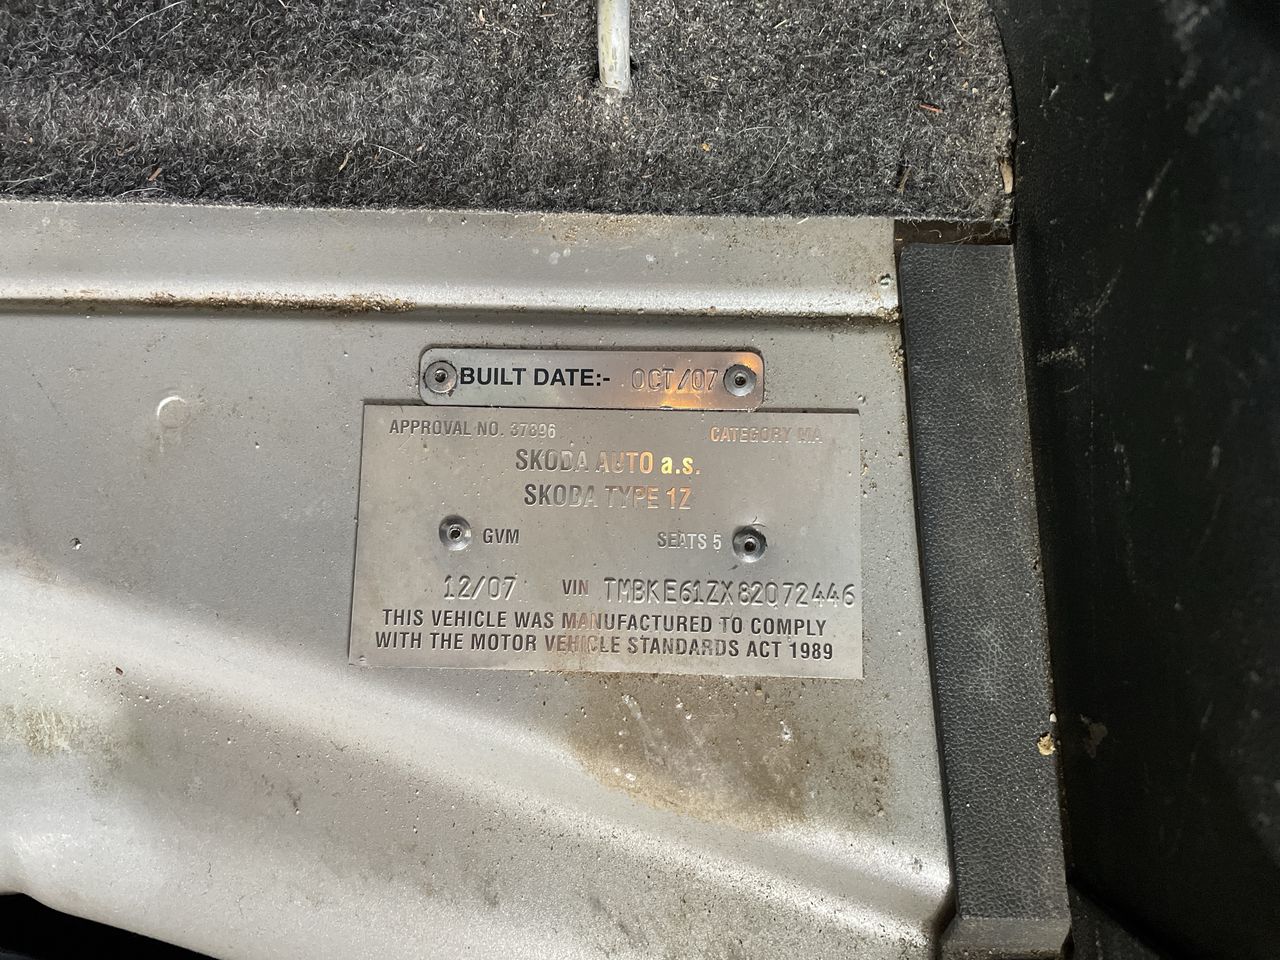 BUILT DATE:- OCT/07
APPROVAL NO. 37896 CATEGORY MA
SKODA AUTO a.s.
SKODA TYPE 1Z
GVM SEATS 5
12/07 VIN TMBKE61ZX82072446
THIS VEHICLE WAS MANUFACTURED TO COMPLY
WITH THE MOTOR VEHICLE STANDARDS ACT 1989